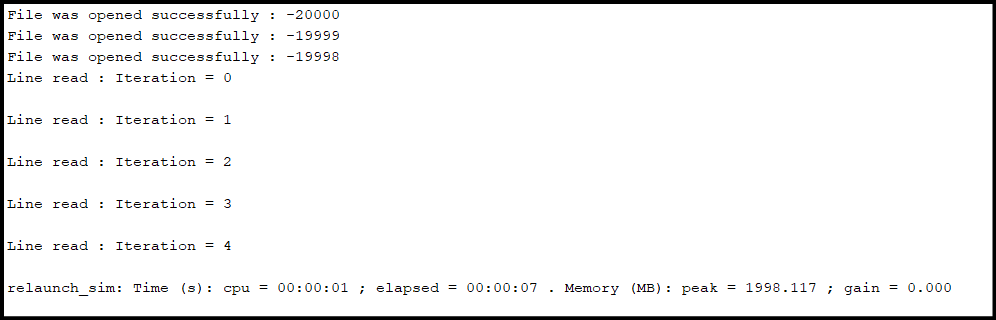 File was opened successfully : -20000
File was opened successfully : -19999
File was opened successfully : -19998
Line read : Iteration = 0
Line read : Iteration = 1
Line read : Iteration = 2
Line read : Iteration = 3
Line read : Iteration = 4
relaunch_sim: Time (s): cpu = 00:00:01 ; elapsed = 00:00:07 . Memory (MB): peak = 1998.117 ; gain = 0.000